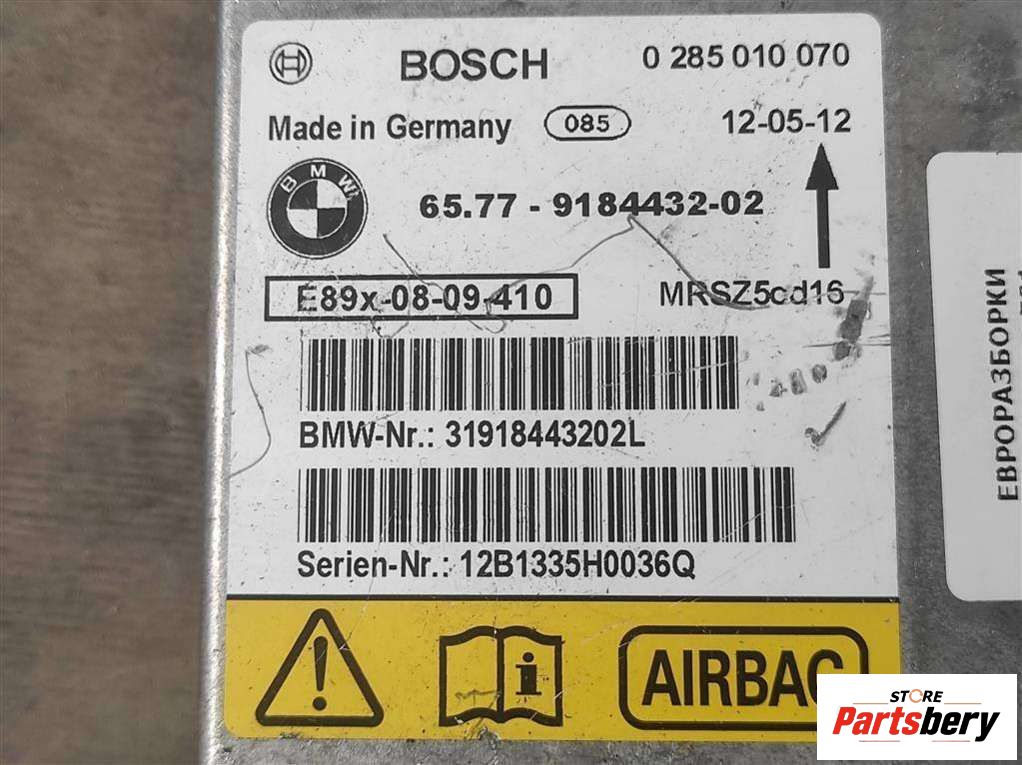 BOSCH 0 285 010 070
Made in Germany 085 12-05-12
BMW
65.77 - 9184432-02
E89x-08-09-410 MRSZ5cd16
BMW-Nr.: 31918443202L
Serien-Nr.: 12B1335H0036Q
i
AIRBAG
ЕВРОРАЗБОРКИ
STORE
Partsbery